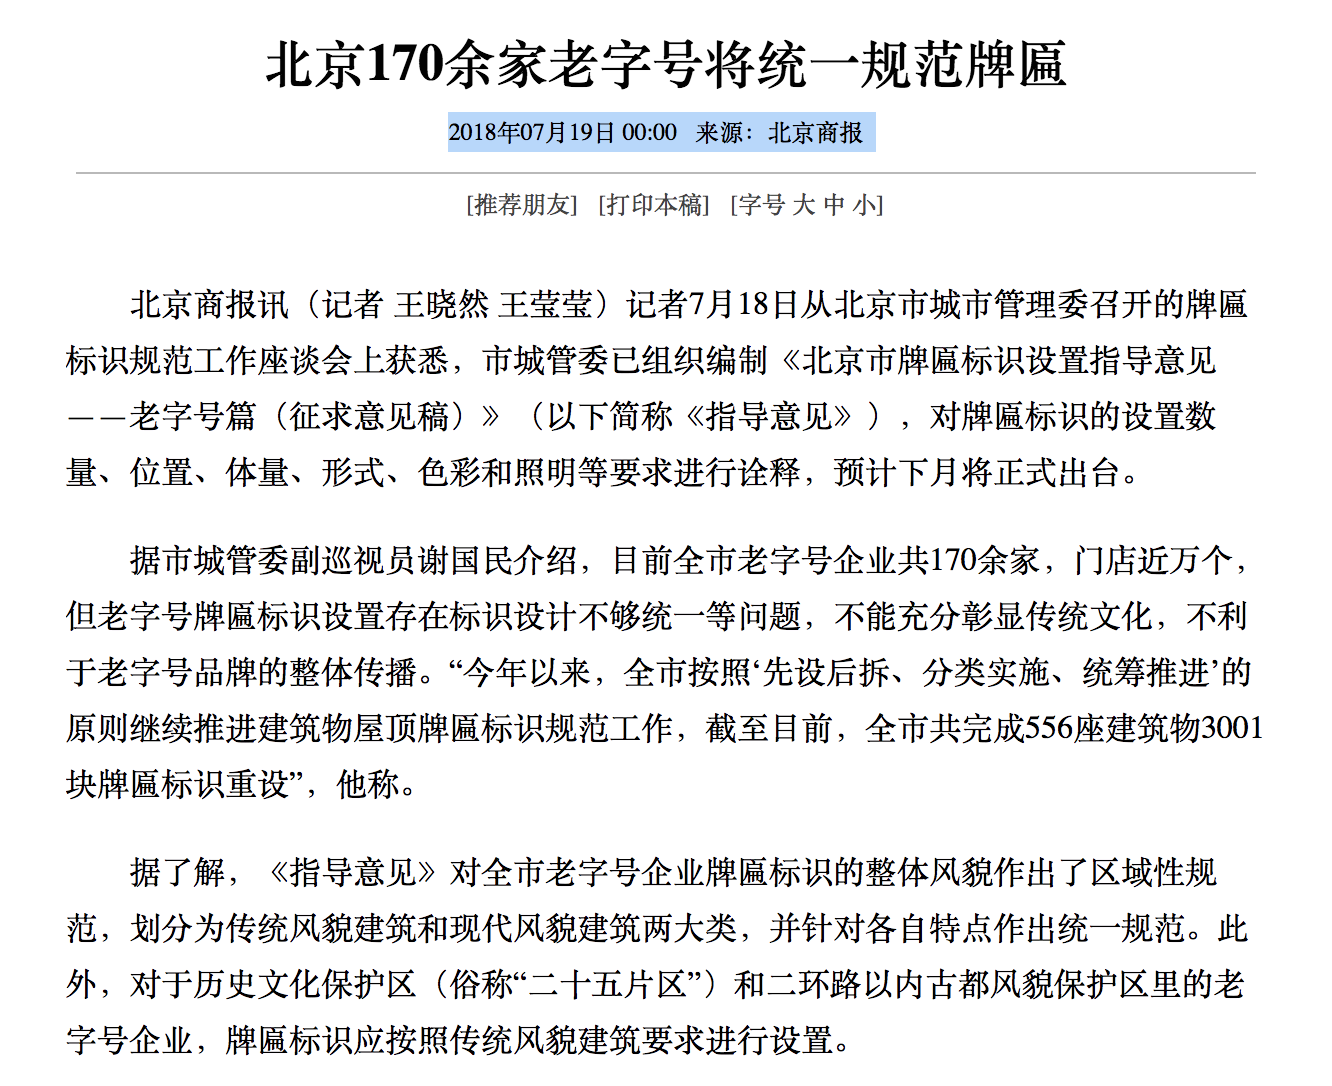 北京170余家老字号将统一规范牌匾
2018年07月19日 00:00 来源：北京商报
[推荐朋友] [打印本稿] [字号 大 中 小]
北京商报讯（记者 王晓然 王莹莹）记者7月18日从北京市城市管理委召开的牌匾
标识规范工作座谈会上获悉，市城管委已组织编制《北京市牌匾标识设置指导意见
——老字号篇（征求意见稿）》（以下简称《指导意见》），对牌匾标识的设置数
量、位置、体量、形式、色彩和照明等要求进行诠释，预计下月将正式出台。
据市城管委副巡视员谢国民介绍，目前全市老字号企业共170余家，门店近万个，
但老字号牌匾标识设置存在标识设计不够统一等问题，不能充分彰显传统文化，不利
于老字号品牌的整体传播。“今年以来，全市按照‘先设后拆、分类实施、统筹推进’的
原则继续推进建筑物屋顶牌匾标识规范工作，截至目前，全市共完成556座建筑物3001
块牌匾标识重设”，他称。
据了解，《指导意见》对全市老字号企业牌匾标识的整体风貌作出了区域性规
范，划分为传统风貌建筑和现代风貌建筑两大类，并针对各自特点作出统一规范。此
外，对于历史文化保护区（俗称“二十五片区”）和二环路以内古都风貌保护区里的老
字号企业，牌匾标识应按照传统风貌建筑要求进行设置。